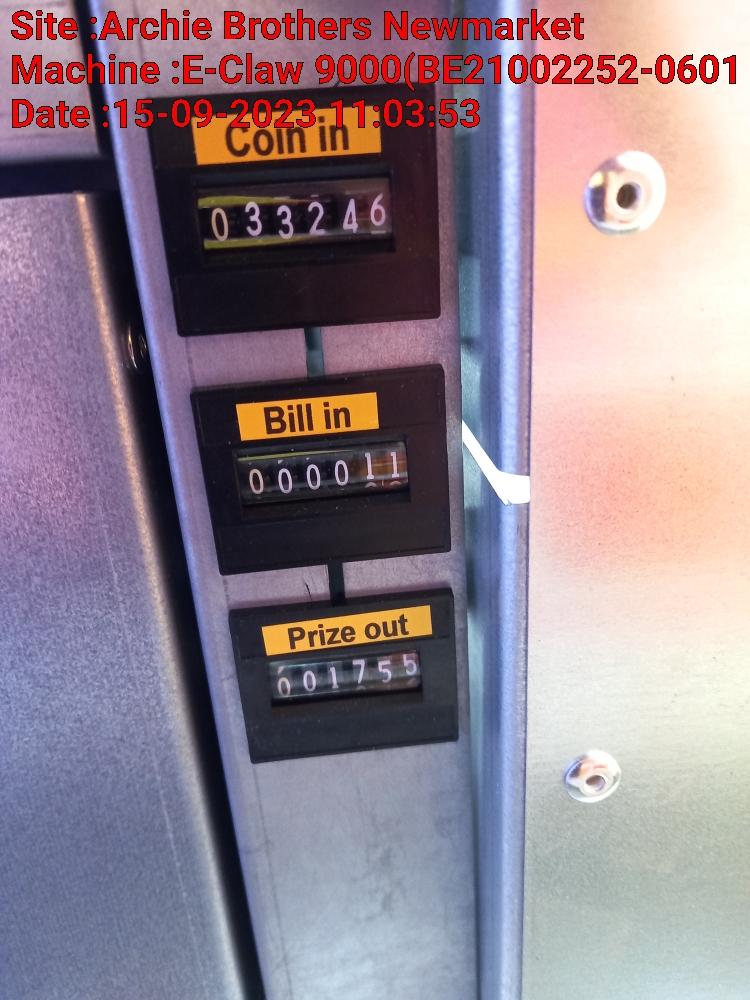 Site :Archie Brothers Newmarket
Machine :E-Claw 9000(BE21002252-0601
Date :15-09-2023 11:03:53
Coin in
033246
Bill in
000011
Prize out
001755